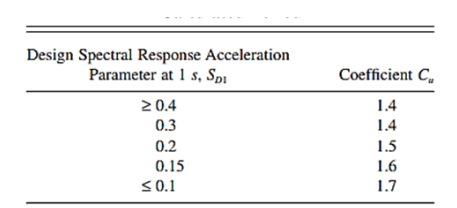 Design Spectral Response Acceleration
Parameter at 1 s, S_D1 Coefficient C_u
≥ 0.4 1.4
0.3 1.4
0.2 1.5
0.15 1.6
≤ 0.1 1.7